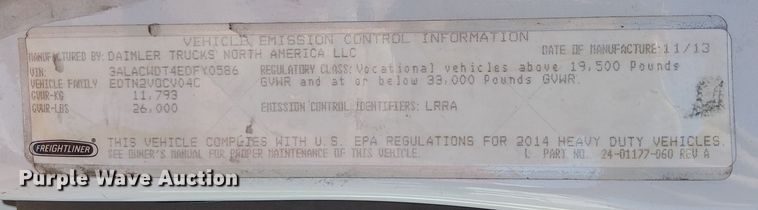 VEHICLE EMISSION CONTROL INFORMATION
MANUFACTURED BY: DAIMLER TRUCKS NORTH AMERICA LLC DATE OF MANUFACTURE: 11/13
VIN: 3ALACWDT4EDFY0586 REGULATORY CLASS: Vocational vehicles above 19,500 Pounds
VEHICLE FAMILY EDTN2VOCV04C GVWR and at or below 33,000 Pounds GVWR.
GVWR-KG 11,793
GVWR-LBS 26,000 EMISSION CONTROL IDENTIFIERS: LRRA
THIS VEHICLE COMPLIES WITH U.S. EPA REGULATIONS FOR 2014 HEAVY DUTY VEHICLES.
FREIGHTLINER SEE OWNER'S MANUAL FOR PROPER MAINTENANCE OF THIS VEHICLE. L PART NO. 24-01177-060 REV A
Purple Wave Auction